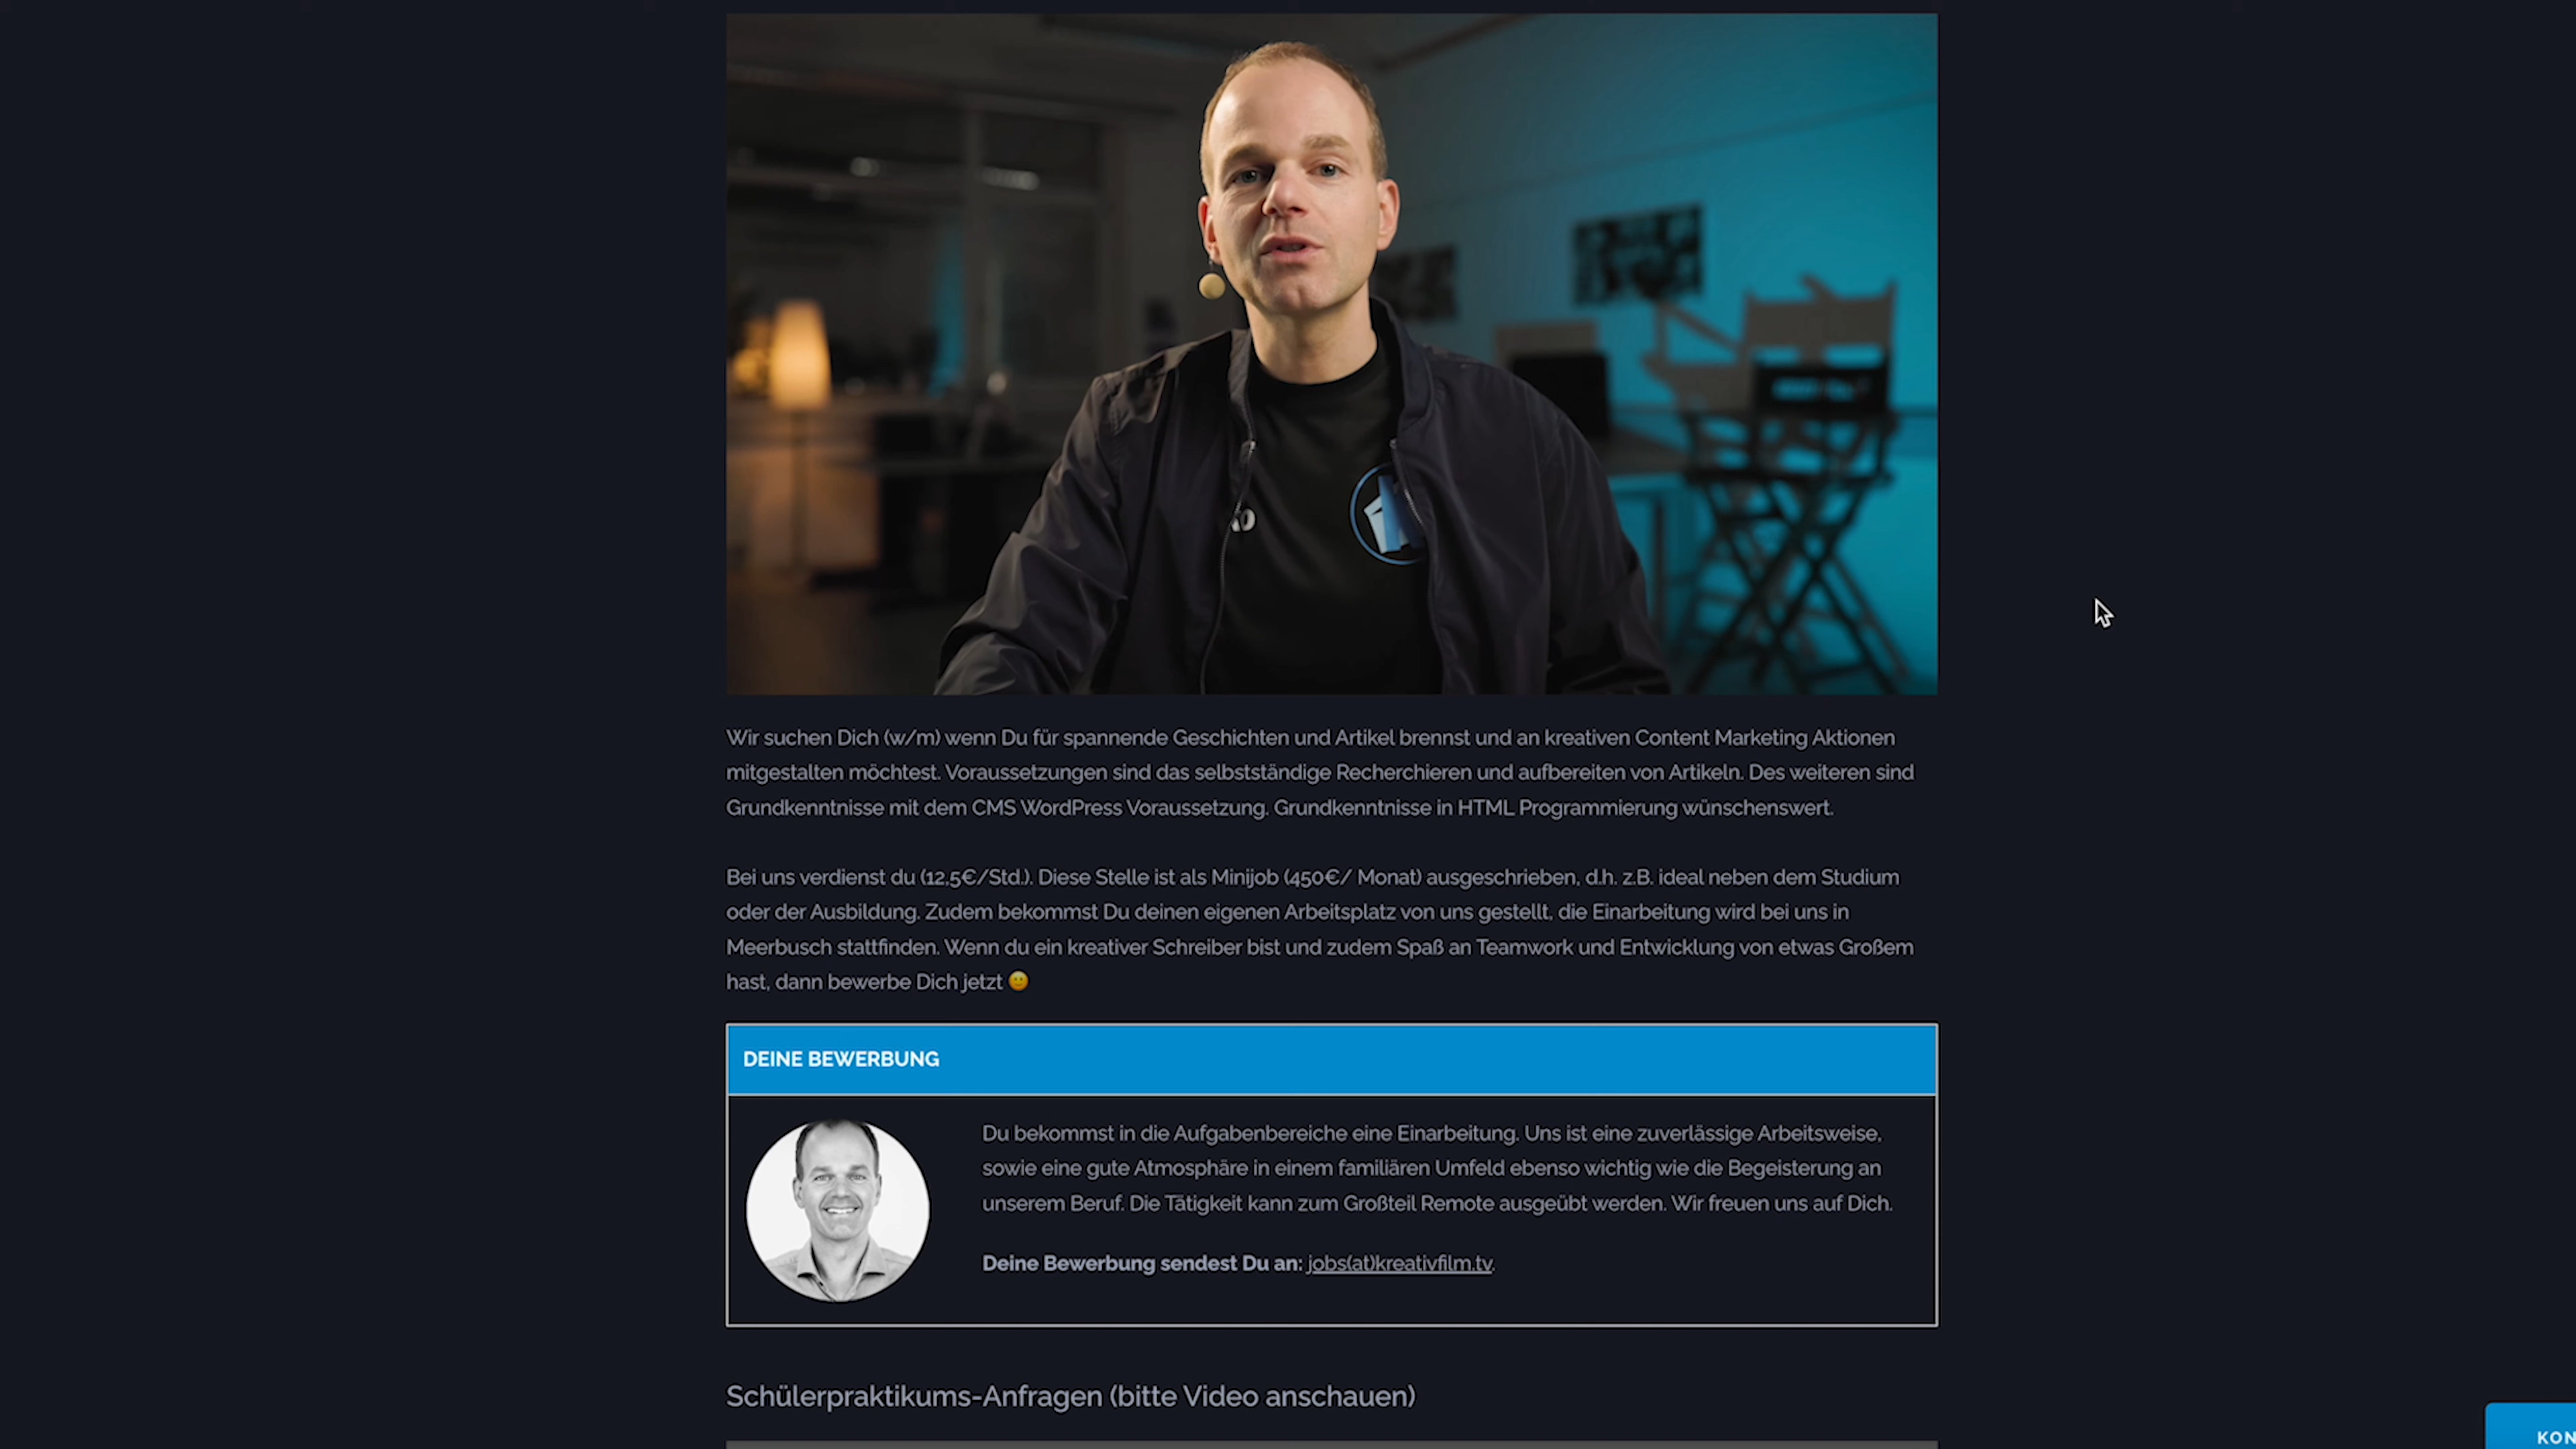 Wir suchen Dich (w/m) wenn Du für spannende Geschichten und Artikel brennst und an kreativen Content Marketing Aktionen
mitgestalten möchtest. Voraussetzungen sind das selbstständige Recherchieren und aufbereiten von Artikeln. Des weiteren sind
Grundkenntnisse mit dem CMS WordPress Voraussetzung. Grundkenntnisse in HTML Programmierung wünschenswert.
Bei uns verdienst du (12,5€/Std.). Diese Stelle ist als Minijob (450€/ Monat) ausgeschrieben, d.h. z.B. ideal neben dem Studium
oder der Ausbildung. Zudem bekommst Du deinen eigenen Arbeitsplatz von uns gestellt, die Einarbeitung wird bei uns in
Meerbusch stattfinden. Wenn du ein kreativer Schreiber bist und zudem Spaß an Teamwork und Entwicklung von etwas Großem
hast, dann bewerbe Dich jetzt 🙂
DEINE BEWERBUNG
Du bekommst in die Aufgabenbereiche eine Einarbeitung. Uns ist eine zuverlässige Arbeitsweise,
sowie eine gute Atmosphäre in einem familiären Umfeld ebenso wichtig wie die Begeisterung an
unserem Beruf. Die Tätigkeit kann zum Großteil Remote ausgeübt werden. Wir freuen uns auf Dich.
Deine Bewerbung sendest Du an: jobs(at)kreativfilm.tv.
Schülerpraktikums-Anfragen (bitte Video anschauen)
KON